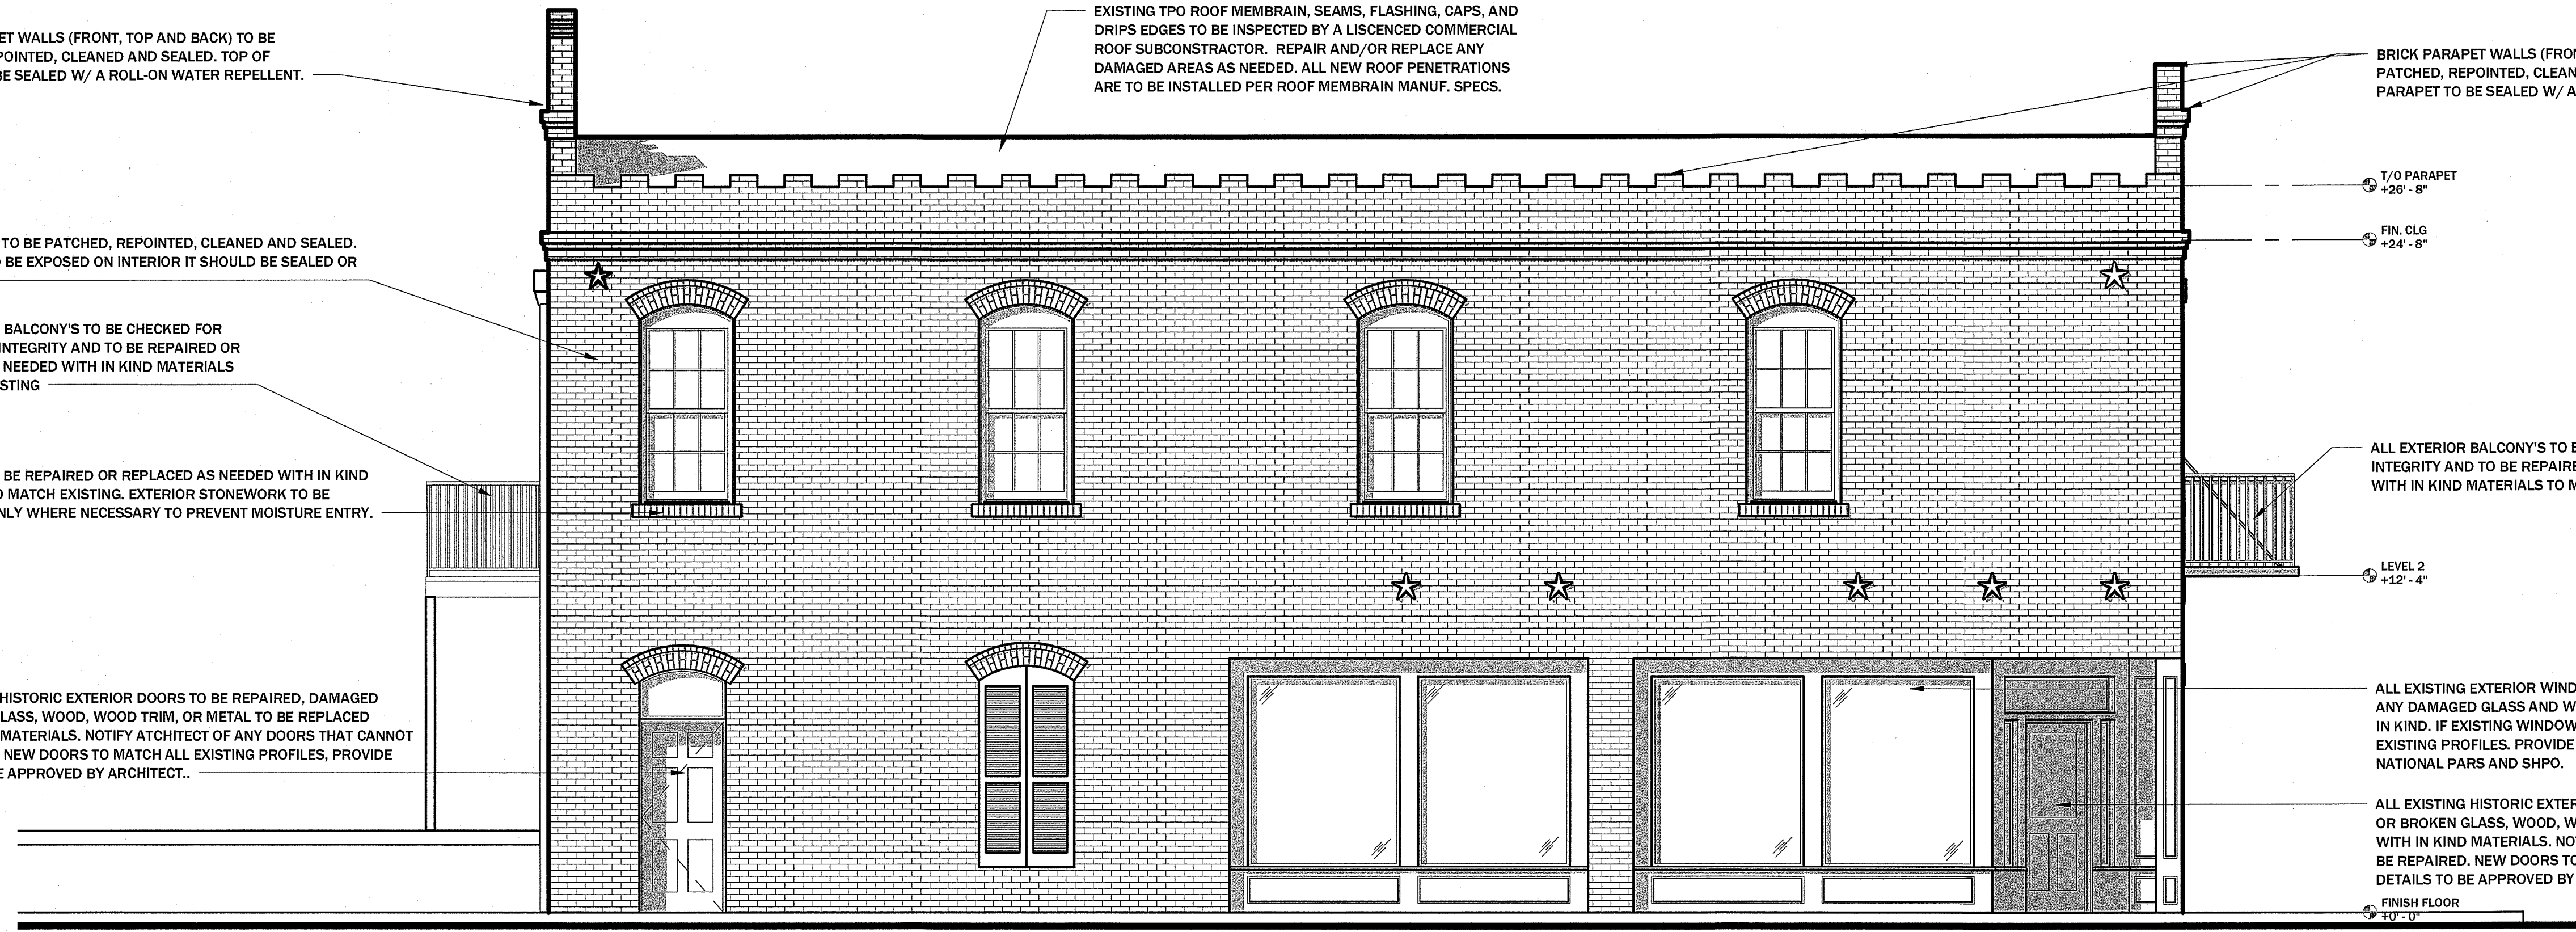 ET WALLS (FRONT, TOP AND BACK) TO BE
POINTED, CLEANED AND SEALED. TOP OF
BE SEALED W/ A ROLL-ON WATER REPELLENT.
TO BE PATCHED, REPOINTED, CLEANED AND SEALED.
BE EXPOSED ON INTERIOR IT SHOULD BE SEALED OR
BALCONY'S TO BE CHECKED FOR
INTEGRITY AND TO BE REPAIRED OR
NEEDED WITH IN KIND MATERIALS
STING
BE REPAIRED OR REPLACED AS NEEDED WITH IN KIND
O MATCH EXISTING. EXTERIOR STONEWORK TO BE
NLY WHERE NECESSARY TO PREVENT MOISTURE ENTRY.
HISTORIC EXTERIOR DOORS TO BE REPAIRED, DAMAGED
LASS, WOOD, WOOD TRIM, OR METAL TO BE REPLACED
MATERIALS. NOTIFY ATCHITECT OF ANY DOORS THAT CANNOT
NEW DOORS TO MATCH ALL EXISTING PROFILES, PROVIDE
E APPROVED BY ARCHITECT..
EXISTING TPO ROOF MEMBRAIN, SEAMS, FLASHING, CAPS, AND
DRIPS EDGES TO BE INSPECTED BY A LISCENCED COMMERCIAL
ROOF SUBCONSTRACTOR. REPAIR AND/OR REPLACE ANY
DAMAGED AREAS AS NEEDED. ALL NEW ROOF PENETRATIONS
ARE TO BE INSTALLED PER ROOF MEMBRAIN MANUF. SPECS.
BRICK PARAPET WALLS (FRON
PATCHED, REPOINTED, CLEAN
PARAPET TO BE SEALED W/ A
T/O PARAPET
+26' - 8"
FIN. CLG
+24' - 8"
ALL EXTERIOR BALCONY'S TO B
INTEGRITY AND TO BE REPAIRE
WITH IN KIND MATERIALS TO M
LEVEL 2
+12' - 4"
ALL EXISTING EXTERIOR WIND
ANY DAMAGED GLASS AND W
IN KIND. IF EXISTING WINDOW
EXISTING PROFILES. PROVIDE
NATIONAL PARS AND SHPO.
ALL EXISTING HISTORIC EXTER
OR BROKEN GLASS, WOOD, W
WITH IN KIND MATERIALS. NO
BE REPAIRED. NEW DOORS TO
DETAILS TO BE APPROVED BY
FINISH FLOOR
+0' - 0"